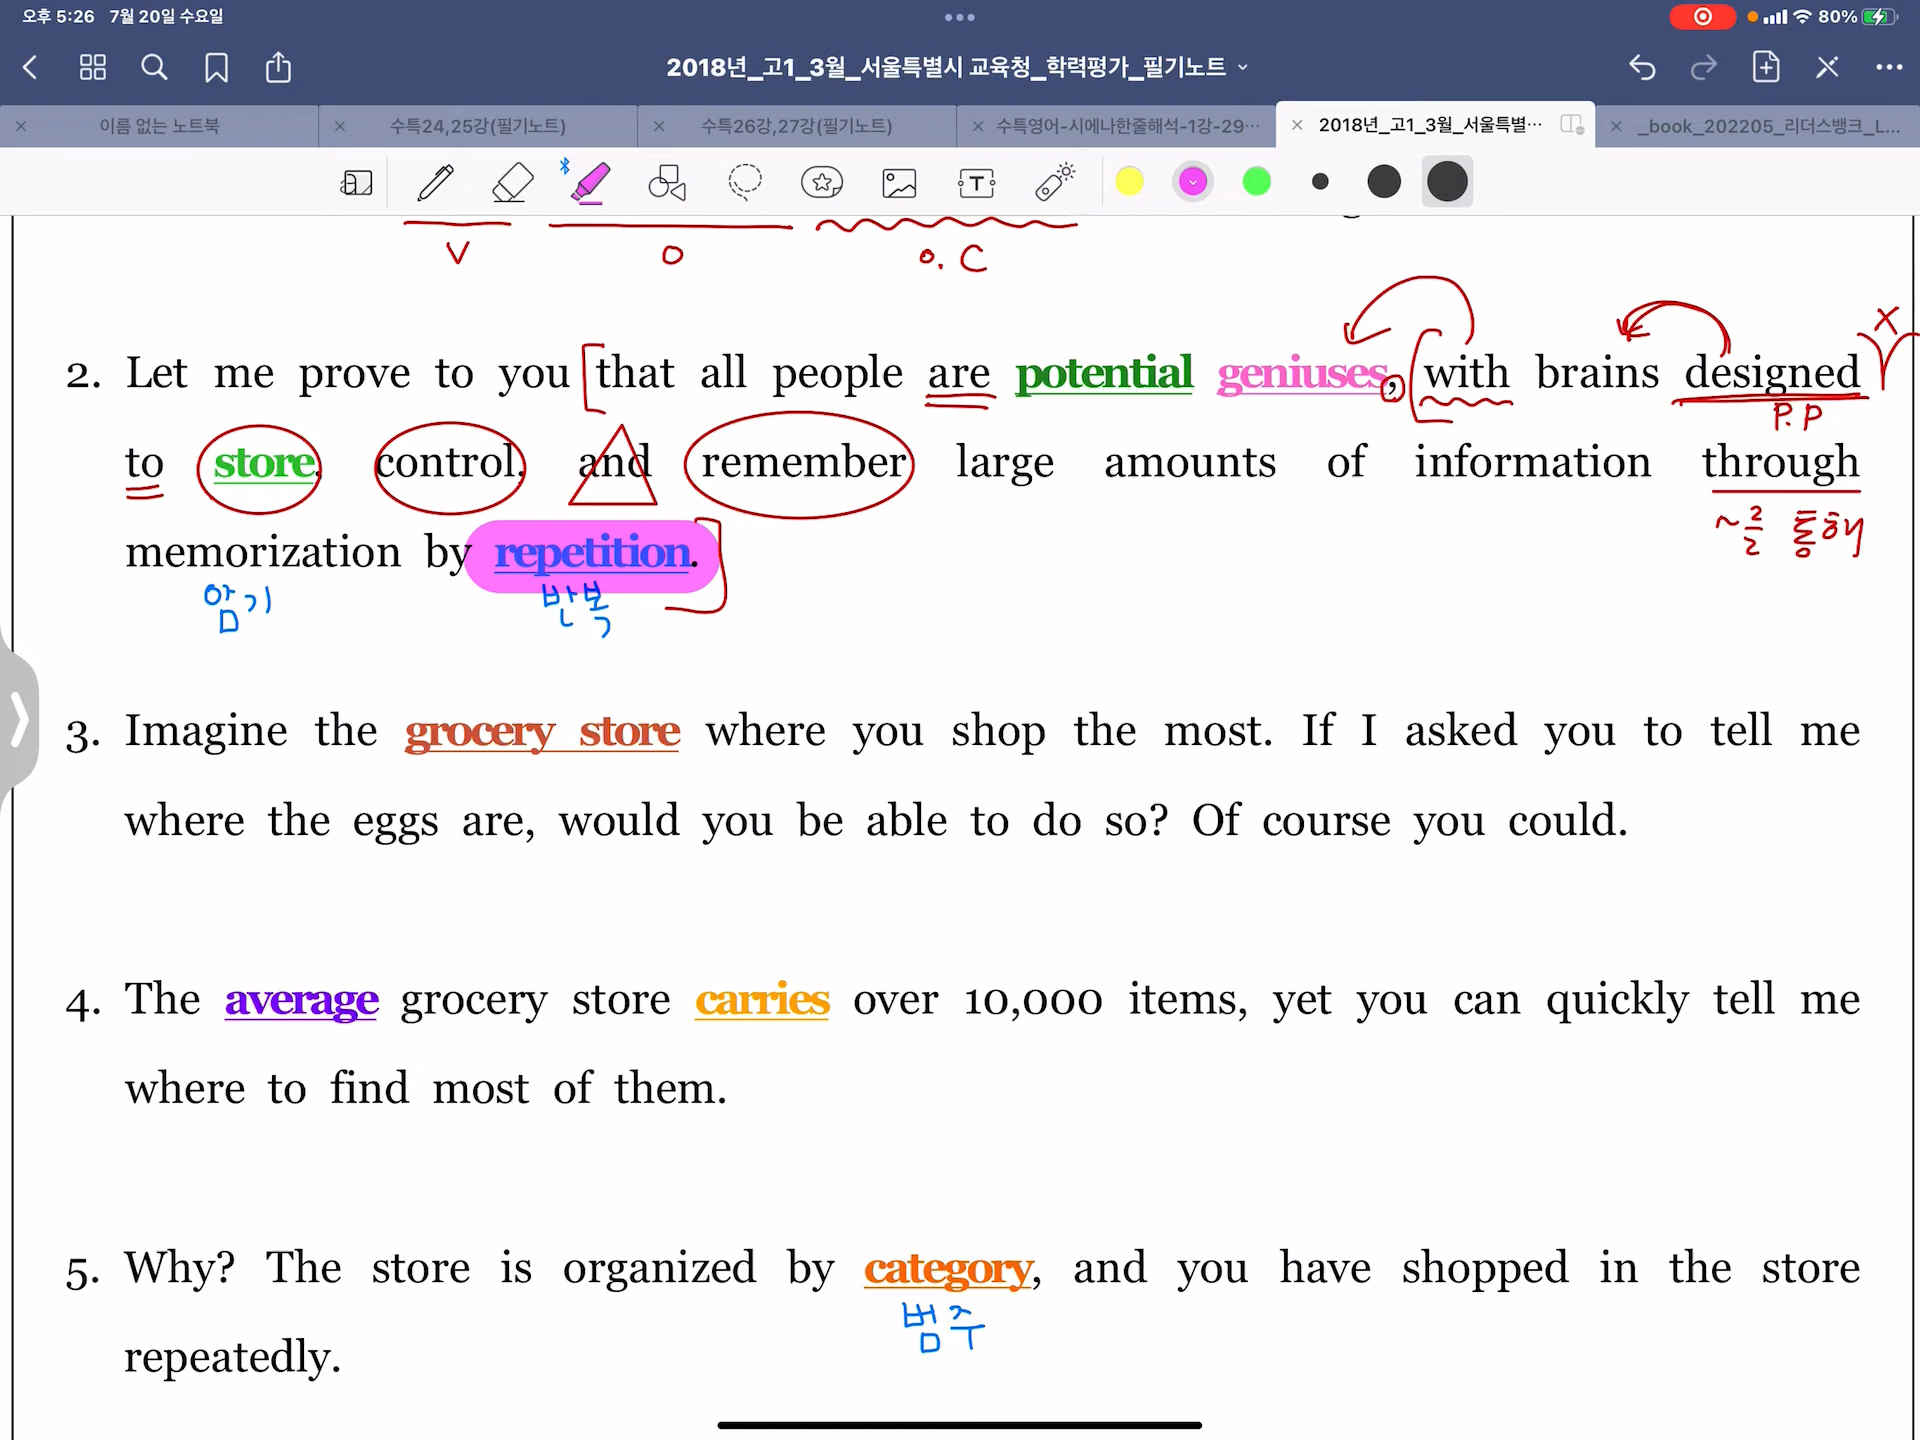 오후 5:26 7월 20일 수요일
80%
2018년_고1_3월_서울특별시 교육청_학력평가_필기노트
이름 없는 노트북
수특24,25강(필기노트)
수특26강,27강(필기노트)
수특영어-시에나한줄해석-1강-29…
2018년_고1_3월_서울특별…
_book_202205_리더스뱅크_L...
V O O.C
X
2. Let me prove to you [that all people are potential geniuses, (with brains designed
P.P
to store, control, and remember large amounts of information through
~를 통해
memorization by repetition.]
암기 반복
3. Imagine the grocery store where you shop the most. If I asked you to tell me
where the eggs are, would you be able to do so? Of course you could.
4. The average grocery store carries over 10,000 items, yet you can quickly tell me
where to find most of them.
5. Why? The store is organized by category, and you have shopped in the store
범주
repeatedly.